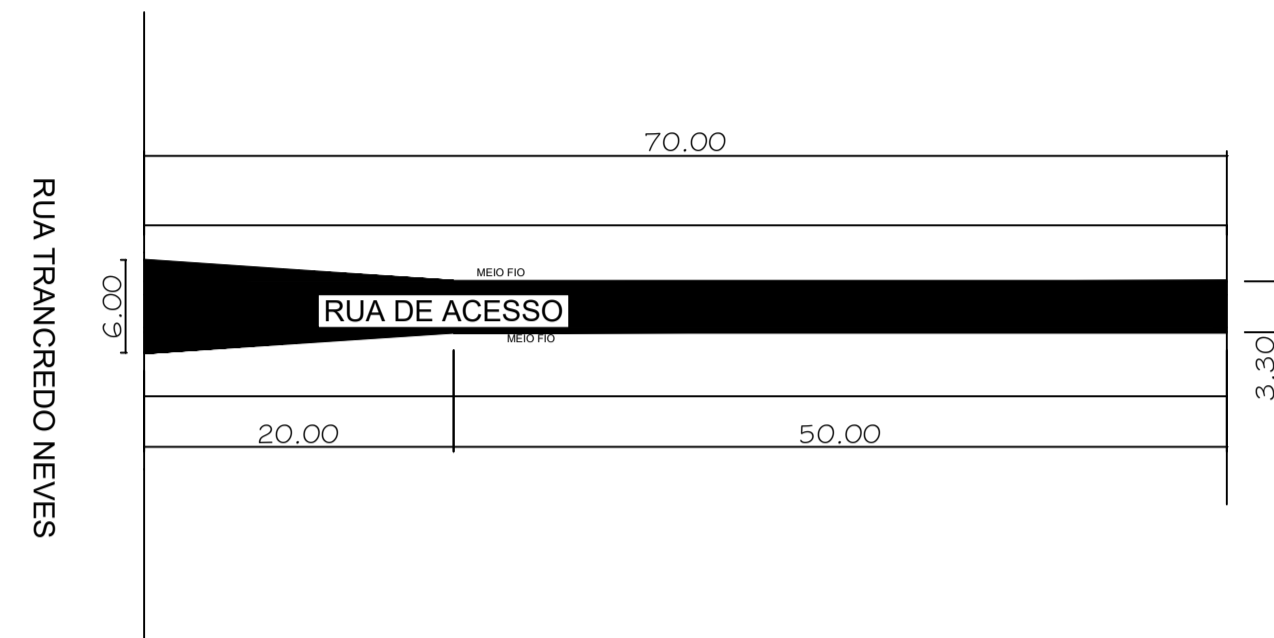 70.00
RUA TRANCREDO NEVES
6.00
MEIO FIO
RUA DE ACESSO
MEIO FIO
3.30
20.00
50.00